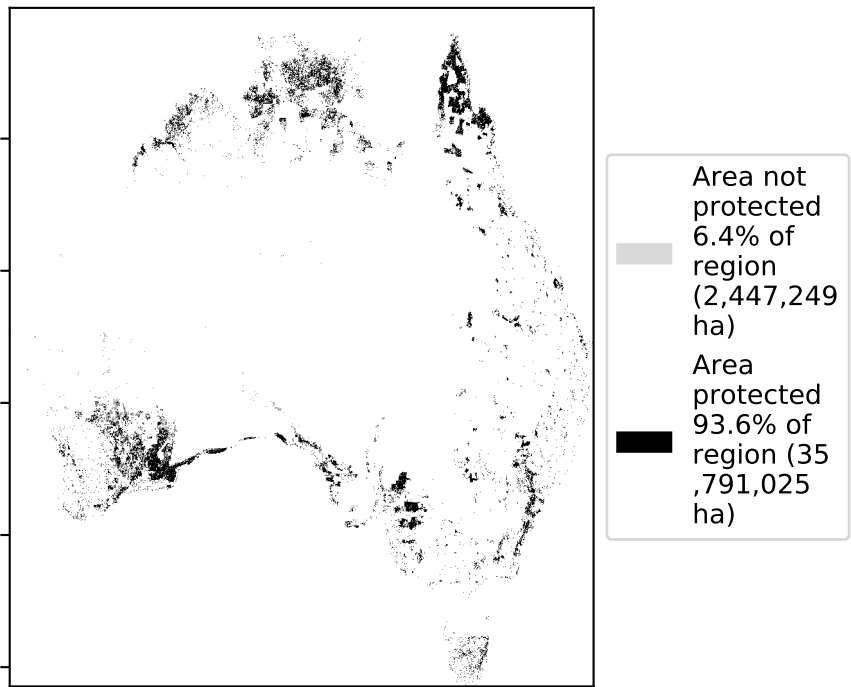 Area not
protected
6.4% of
region
(2,447,249
ha)
Area
protected
93.6% of
region (35
,791,025
ha)